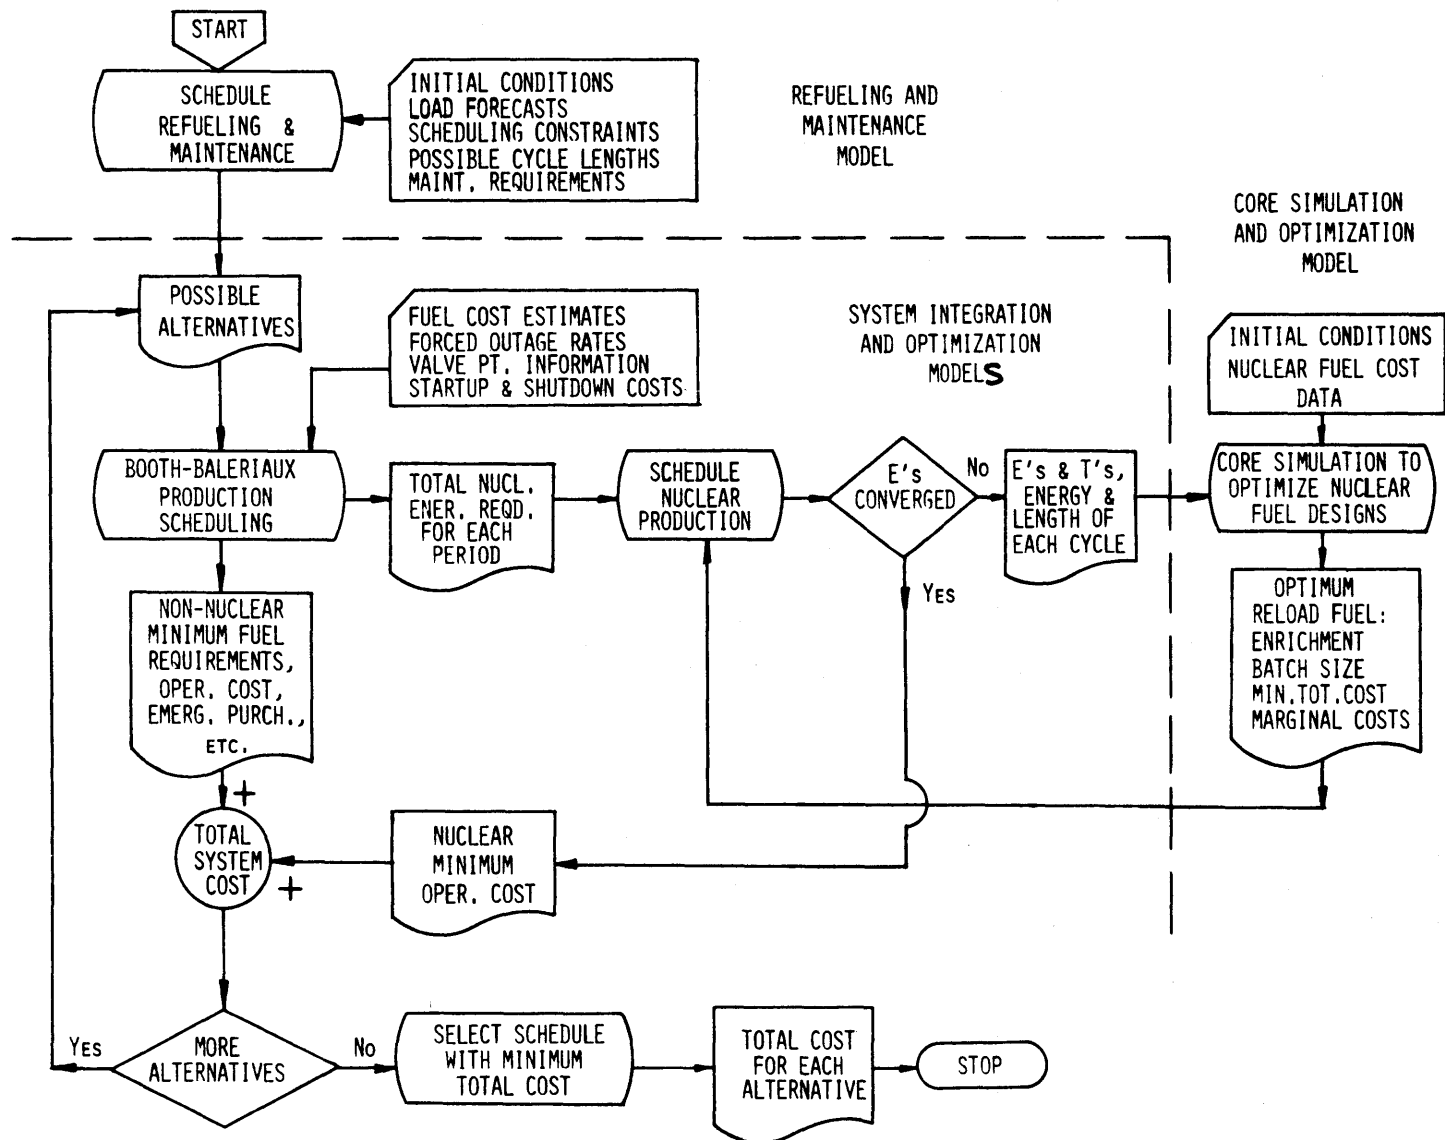 START
SCHEDULE
REFUELING &
MAINTENANCE
INITIAL CONDITIONS
LOAD FORECASTS
SCHEDULING CONSTRAINTS
POSSIBLE CYCLE LENGTHS
MAINT. REQUIREMENTS
REFUELING AND
MAINTENANCE
MODEL
CORE SIMULATION
AND OPTIMIZATION
MODEL
POSSIBLE
ALTERNATIVES
FUEL COST ESTIMATES
FORCED OUTAGE RATES
VALVE PT. INFORMATION
STARTUP & SHUTDOWN COSTS
SYSTEM INTEGRATION
AND OPTIMIZATION
MODELS
INITIAL CONDITIONS
NUCLEAR FUEL COST
DATA
BOOTH-BALERIAUX
PRODUCTION
SCHEDULING
TOTAL NUCL.
ENER. REQD.
FOR EACH
PERIOD
SCHEDULE
NUCLEAR
PRODUCTION
E's
CONVERGED
No
YES
E's & T's,
ENERGY &
LENGTH OF
EACH CYCLE
CORE SIMULATION TO
OPTIMIZE NUCLEAR
FUEL DESIGNS
OPTIMUM
RELOAD FUEL:
ENRICHMENT
BATCH SIZE
MIN.TOT.COST
MARGINAL COSTS
NON-NUCLEAR
MINIMUM FUEL
REQUIREMENTS,
OPER. COST,
EMERG. PURCH.,
ETC.
+
TOTAL
SYSTEM
COST
+
NUCLEAR
MINIMUM
OPER. COST
YES
MORE
ALTERNATIVES
No
SELECT SCHEDULE
WITH MINIMUM
TOTAL COST
TOTAL COST
FOR EACH
ALTERNATIVE
STOP